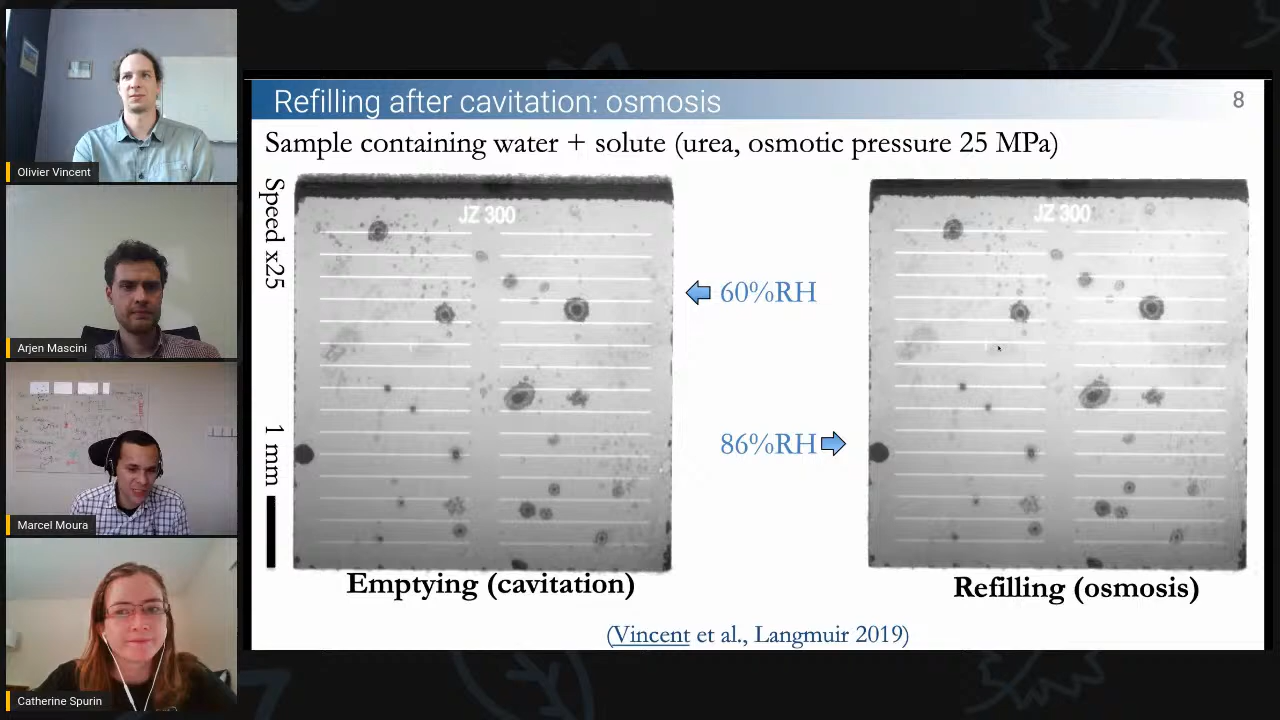 Olivier Vincent
Arjen Mascini
Marcel Moura
Catherine Spurin
Refilling after cavitation: osmosis
8
Sample containing water + solute (urea, osmotic pressure 25 MPa)
Speed x25
1 mm
JZ 300
60%RH
86%RH
JZ 300
Emptying (cavitation)
Refilling (osmosis)
(Vincent et al., Langmuir 2019)